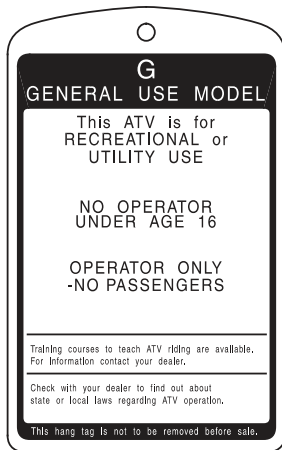 G
GENERAL USE MODEL
This ATV is for
RECREATIONAL or
UTILITY USE
NO OPERATOR
UNDER AGE 16
OPERATOR ONLY
-NO PASSENGERS
Training courses to teach ATV riding are available.
For information contact your dealer.
Check with your dealer to find out about
state or local laws regarding ATV operation.
This hang tag is not to be removed before sale.